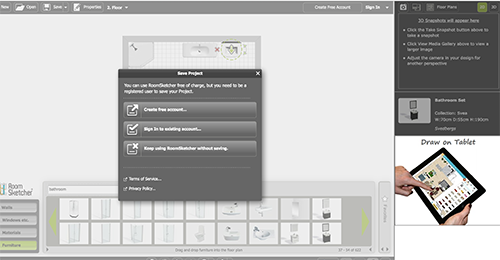 New
Open
Save
Properties
2. Floor
Create Free Account
Sign In
Floor Plans
2D
3D
3D Snapshots will appear here
• Click the Take Snapshot button above to take a snapshot
• Click View Media Gallery above to view a larger image
• Adjust the camera in your design for another perspective
Save Project
You can use RoomSketcher free of charge, but you need to be a
registered user to save your Project.
Create free account...
Sign in to existing account...
Keep using RoomSketcher without saving.
Terms of Service...
Privacy Policy...
Bathroom Set
Collection: Svea
W:70cm D:55cm H:180cm
Svedbergs
Draw on Tablet
Room
Sketcher
bathroom
Walls
Windows etc.
Materials
Furniture
Favorites
Drag and drop furniture into the floor plan